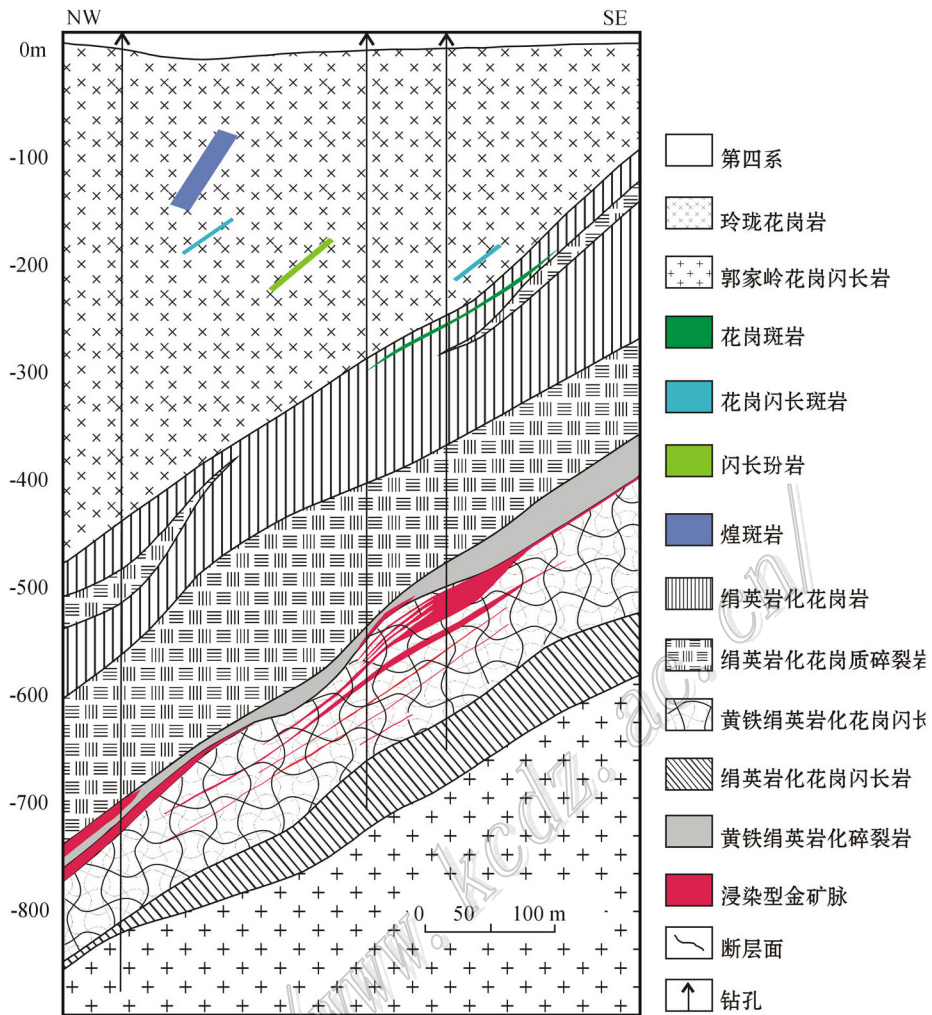 NW
SE
0m
-100
-200
-300
-400
-500
-600
-700
-800
0 50 100 m
第四系
玲珑花岗岩
郭家岭花岗闪长岩
花岗斑岩
花岗闪长斑岩
闪长玢岩
煌斑岩
绢英岩化花岗岩
绢英岩化花岗质碎裂岩
黄铁绢英岩化花岗闪长
绢英岩化花岗闪长岩
黄铁绢英岩化碎裂岩
浸染型金矿脉
断层面
钻孔
www.kcdz.ac.cn/